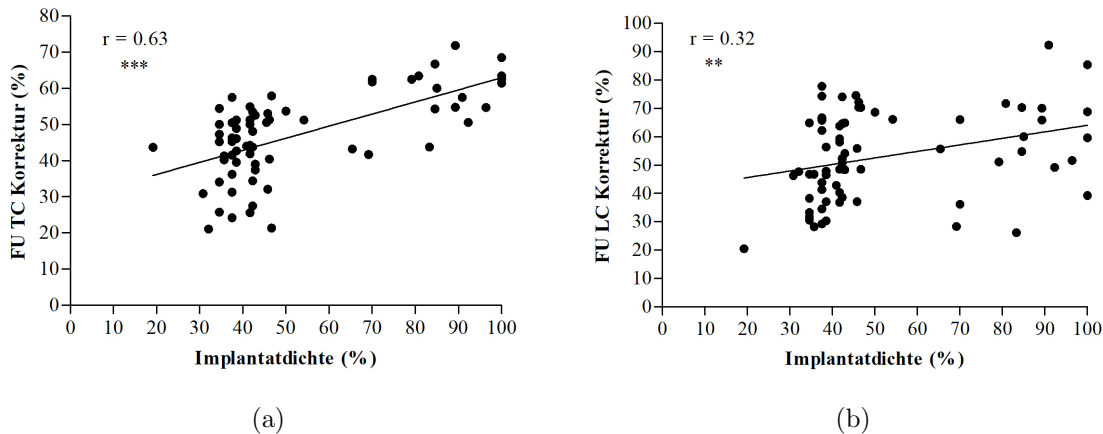 FU TC Korrektur (%)
80
70
60
50
40
30
20
10
0
r = 0.63
***
0 10 20 30 40 50 60 70 80 90 100
Implantatdichte (%)
(a)
FU LC Korrektur (%)
100
90
80
70
60
50
40
30
20
10
0
r = 0.32
**
0 10 20 30 40 50 60 70 80 90 100
Implantatdichte (%)
(b)